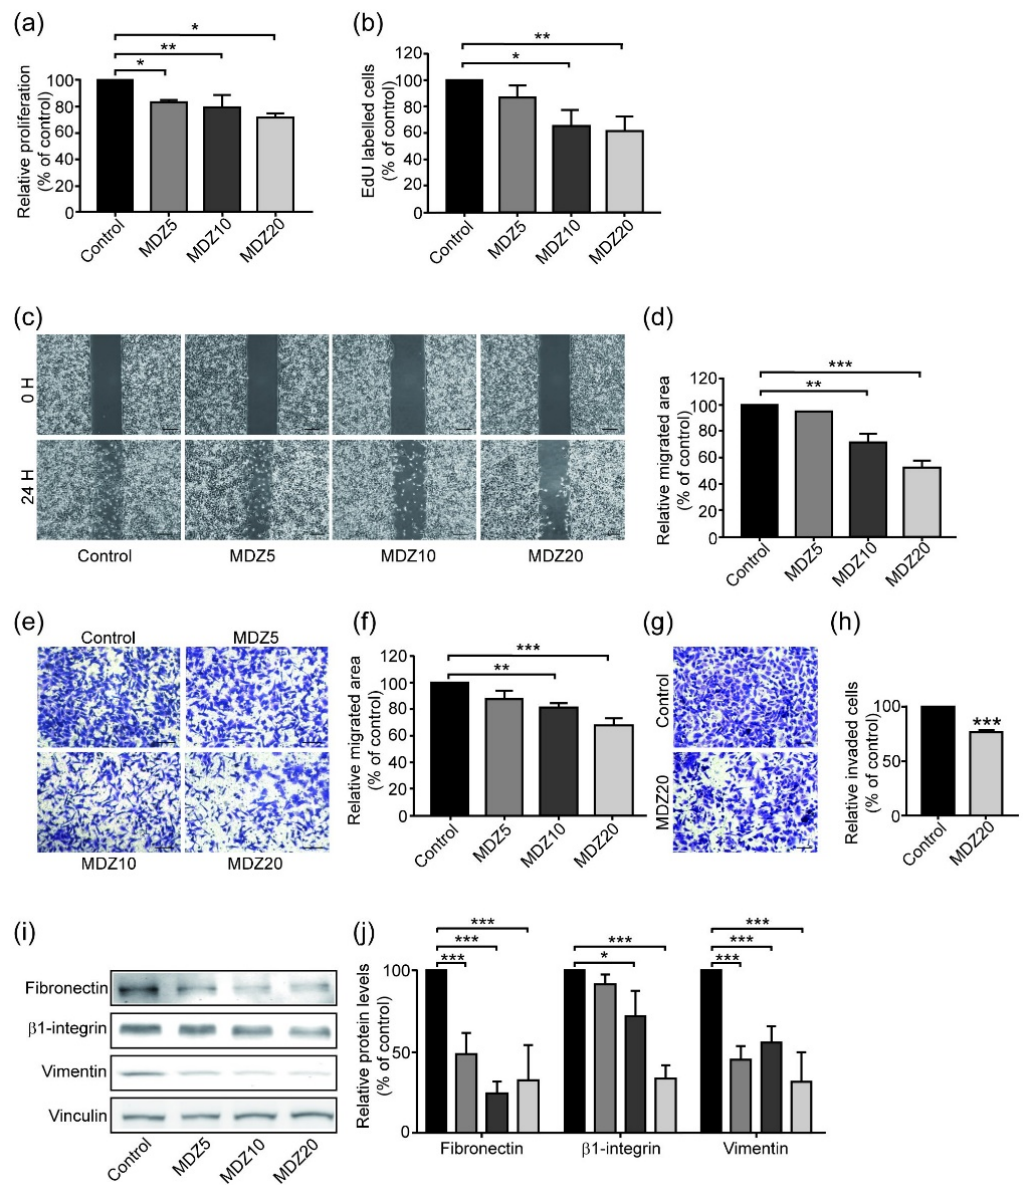 (a)
*
**
*
100
80
60
40
20
0
Relative proliferation
(% of control)
Control
MDZ5
MDZ10
MDZ20
(b)
**
*
120
100
80
60
40
20
0
EdU labelled cells
(% of control)
Control
MDZ5
MDZ10
MDZ20
(c)
0 H
24 H
Control MDZ5 MDZ10 MDZ20
(d)
***
**
120
100
80
60
40
20
0
Relative migrated area
(% of control)
Control
MDZ5
MDZ10
MDZ20
(e)
Control MDZ5
MDZ10 MDZ20
(f)
***
**
120
100
80
60
40
20
0
Relative migrated area
(% of control)
Control
MDZ5
MDZ10
MDZ20
(g)
Control
MDZ20
(h)
100
50
0
***
Relative invaded cells
(% of control)
Control
MDZ20
(i)
Fibronectin
β1-integrin
Vimentin
Vinculin
Control
MDZ5
MDZ10
MDZ20
(j)
*** *** ***
*** * ***
*** ***
100
50
0
Relative protein levels
(% of control)
Fibronectin β1-integrin Vimentin